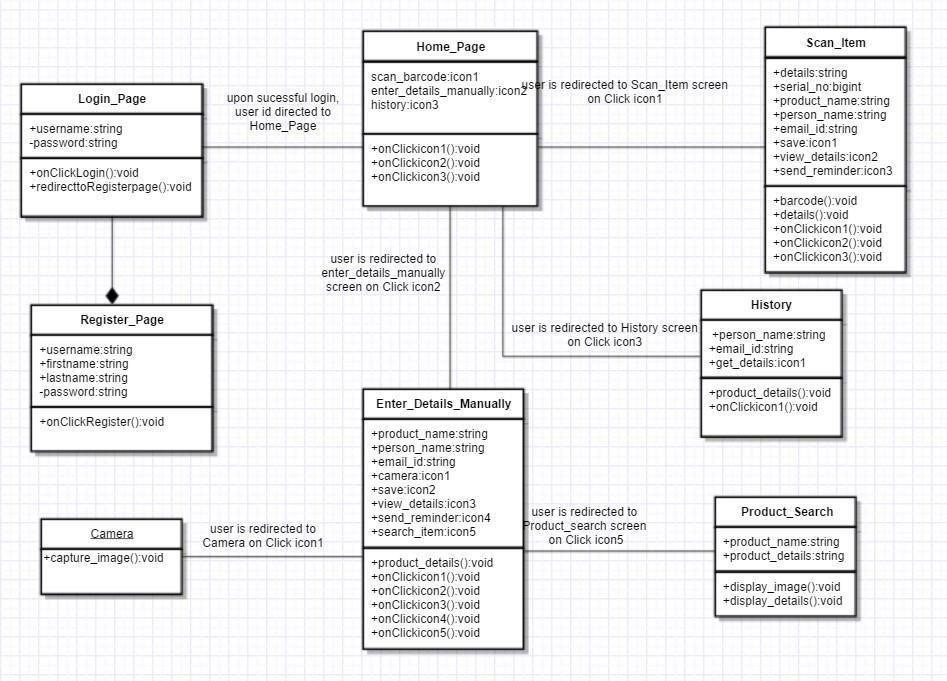 Login_Page
+username:string
-password:string
+onClickLogin():void
+redirecttoRegisterpage():void
upon sucessful login,
user id directed to
Home_Page
Home_Page
scan_barcode:icon1
enter_details_manually:icon2
history:icon3
+onClickicon1():void
+onClickicon2():void
+onClickicon3():void
user is redirected to Scan_Item screen
on Click icon1
Scan_Item
+details:string
+serial_no:bigint
+product_name:string
+person_name:string
+email_id:string
+save:icon1
+view_details:icon2
+send_reminder:icon3
+barcode():void
+details():void
+onClickicon1():void
+onClickicon2():void
+onClickicon3():void
user is redirected to
enter_details_manually
screen on Click icon2
user is redirected to History screen
on Click icon3
History
+person_name:string
+email_id:string
+get_details:icon1
+product_details():void
+onClickicon1():void
Register_Page
+username:string
+firstname:string
+lastname:string
-password:string
+onClickRegister():void
Enter_Details_Manually
+product_name:string
+person_name:string
+email_id:string
+camera:icon1
+save:icon2
+view_details:icon3
+send_reminder:icon4
+search_item:icon5
+product_details():void
+onClickicon1():void
+onClickicon2():void
+onClickicon3():void
+onClickicon4():void
+onClickicon5():void
Camera
+capture_image():void
user is redirected to
Camera on Click icon1
user is redirected to
Product_search screen
on Click icon5
Product_Search
+product_name:string
+product_details:string
+display_image():void
+display_details():void